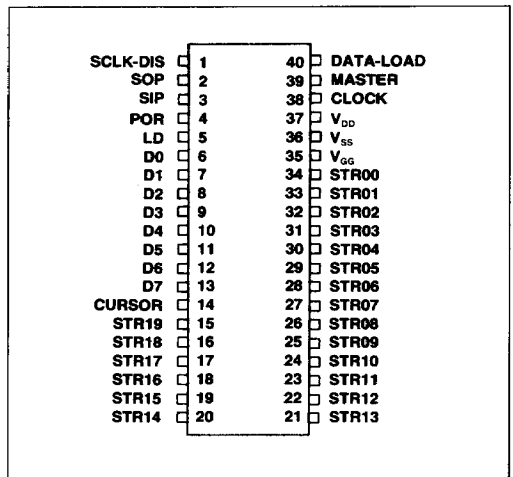 SCLK-DIS 1 40 DATA-LOAD
SOP 2 39 MASTER
SIP 3 38 CLOCK
POR 4 37 VDD
LD 5 36 VSS
D0 6 35 VGG
D1 7 34 STR00
D2 8 33 STR01
D3 9 32 STR02
D4 10 31 STR03
D5 11 30 STR04
D6 12 29 STR05
D7 13 28 STR06
CURSOR 14 27 STR07
STR19 15 26 STR08
STR18 16 25 STR09
STR17 17 24 STR10
STR16 18 23 STR11
STR15 19 22 STR12
STR14 20 21 STR13